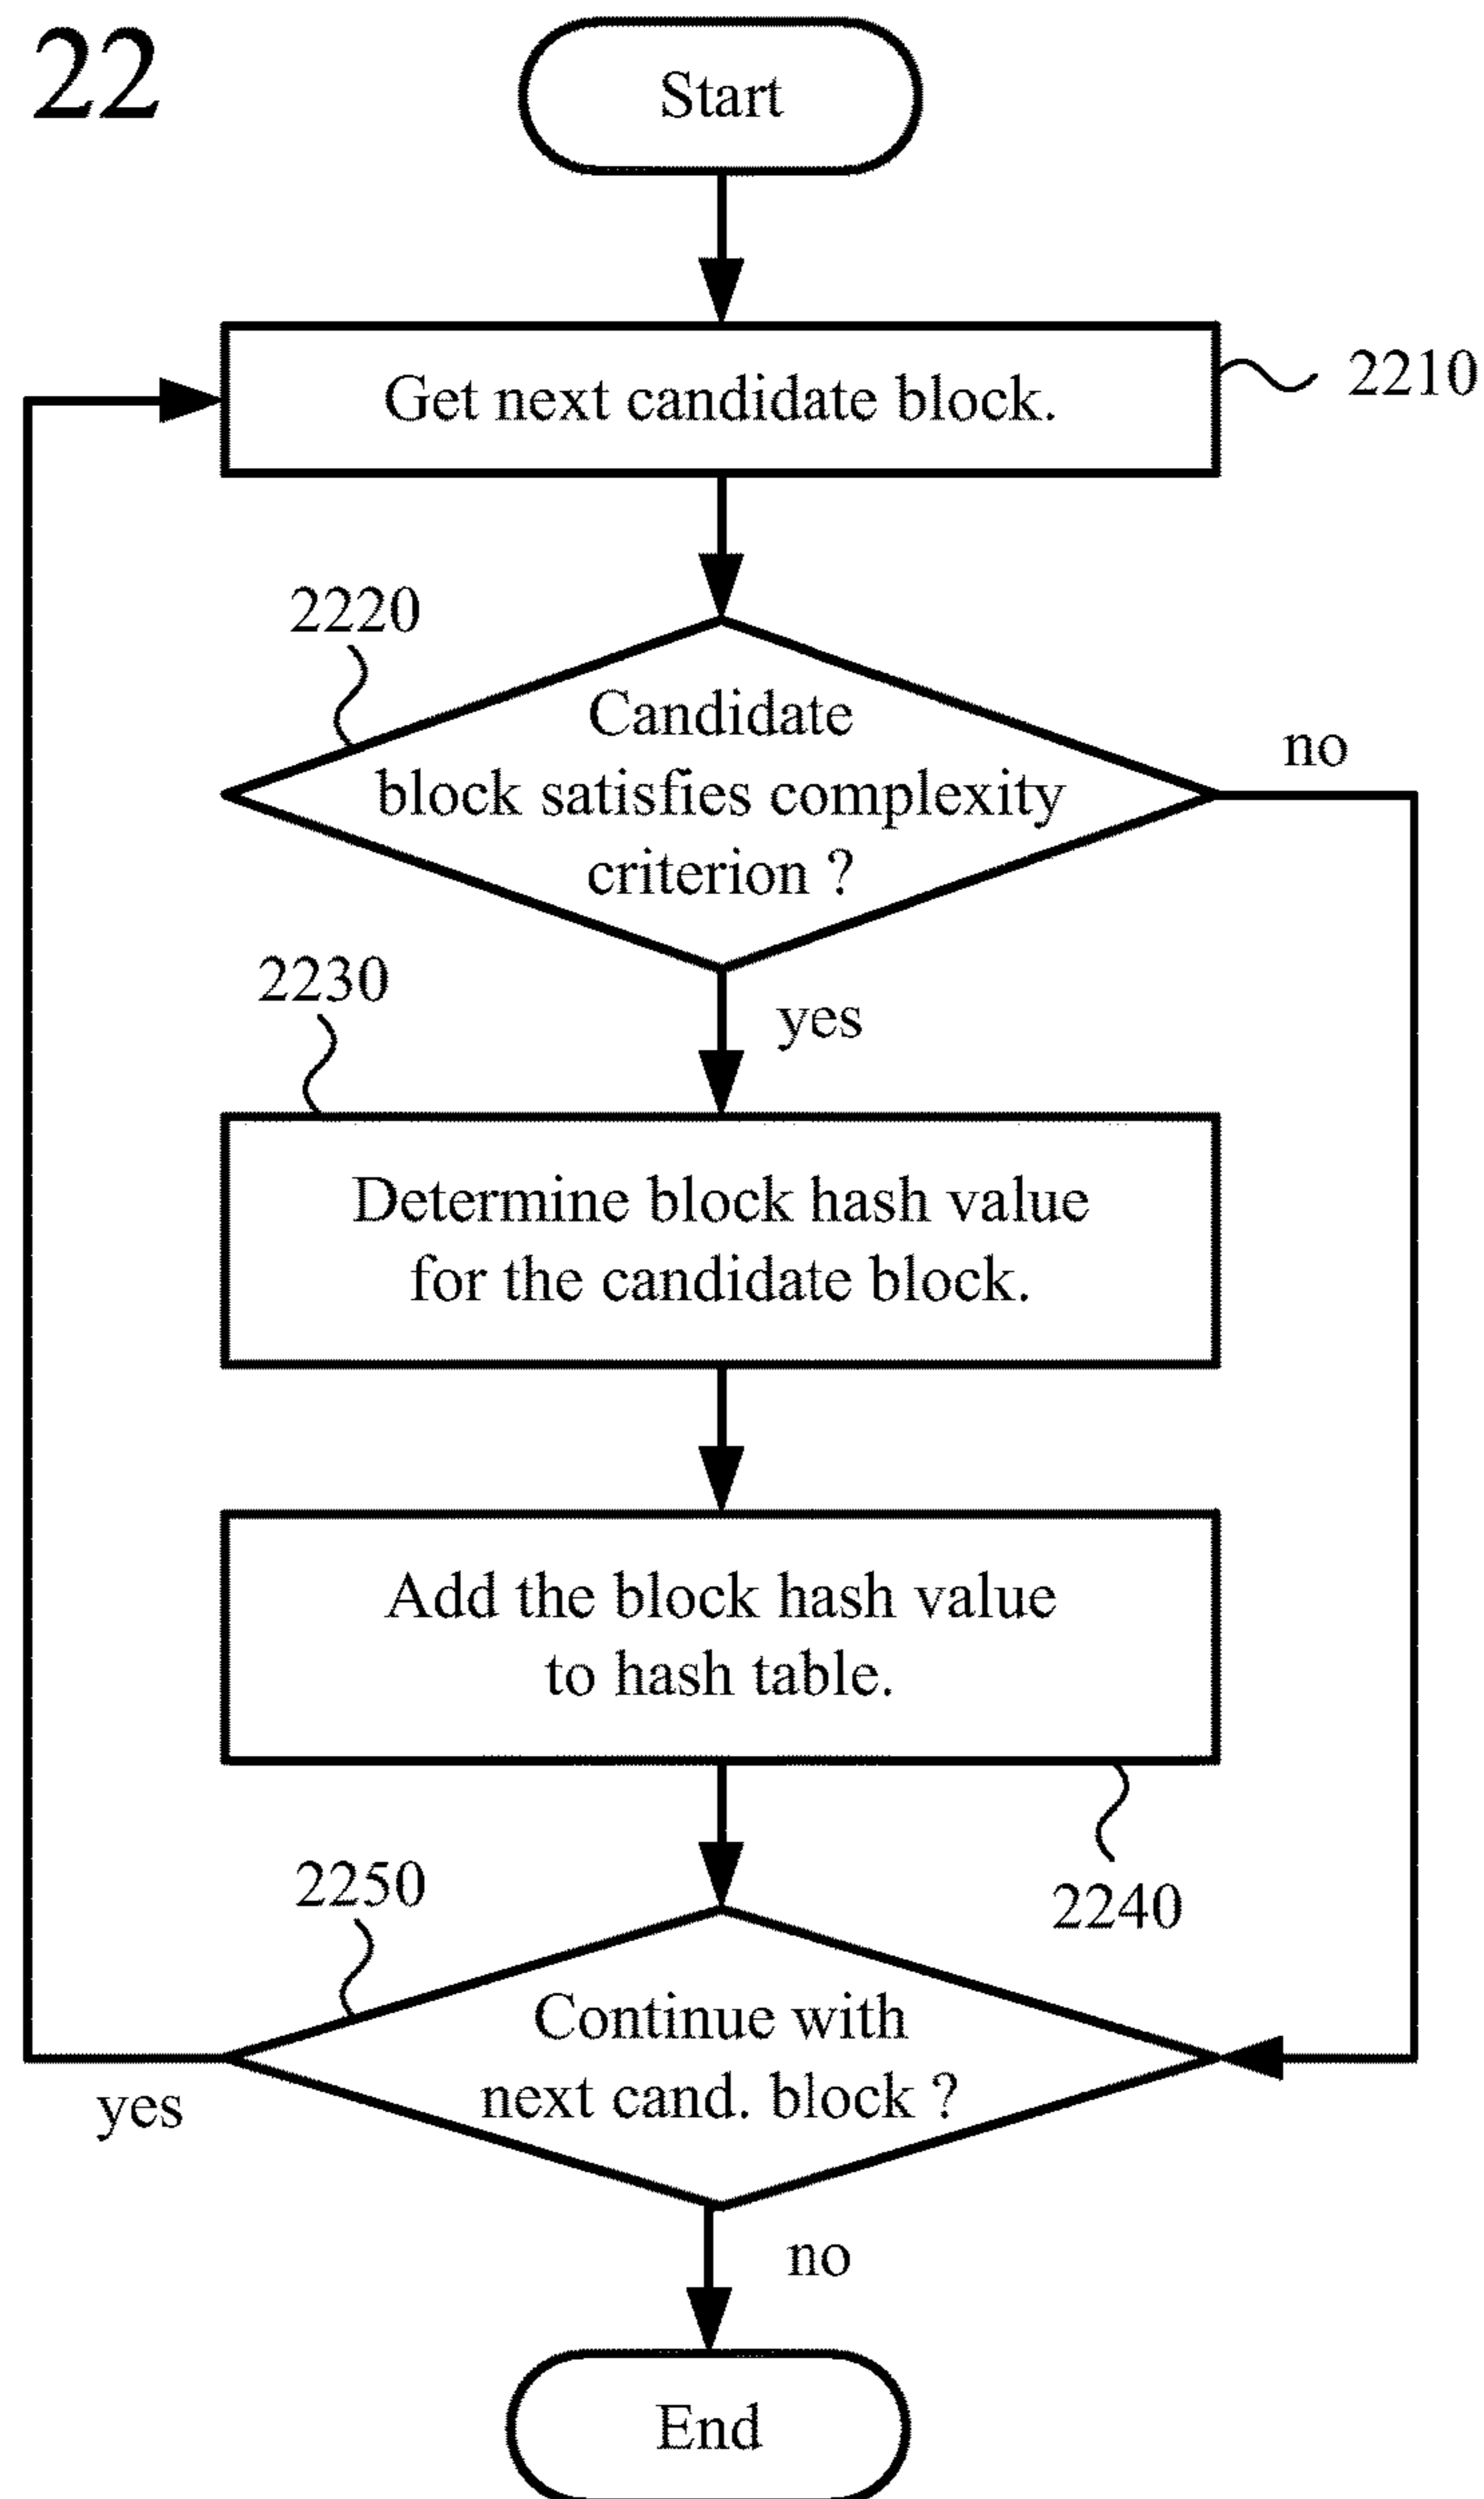 22
Start
Get next candidate block.
2210
2220
Candidate
block satisfies complexity
criterion ?
no
2230
yes
Determine block hash value
for the candidate block.
Add the block hash value
to hash table.
2240
2250
Continue with
next cand. block ?
yes
no
End